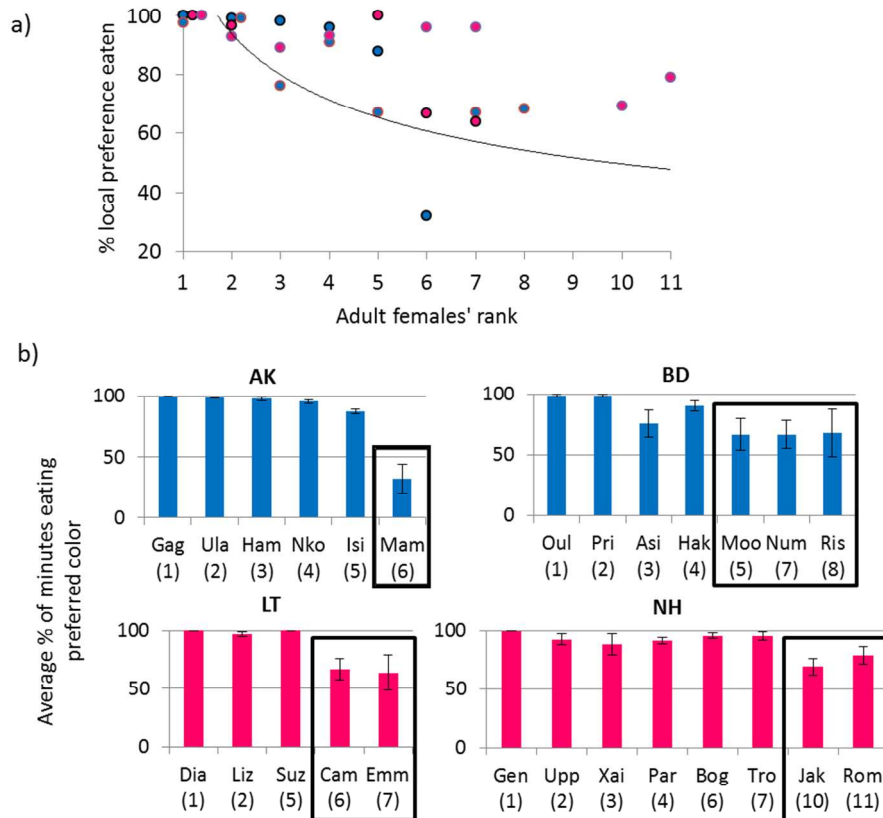 a)
100
80
60
40
20
% local preference eaten
1 2 3 4 5 6 7 8 9 10 11
Adult females' rank
b)
Average % of minutes eating
preferred color
AK
100
50
0
Gag Ula Ham Nko Isi Mam
(1) (2) (3) (4) (5) (6)
BD
100
50
0
Oul Pri Asi Hak Moo Num Ris
(1) (2) (3) (4) (5) (7) (8)
LT
100
50
0
Dia Liz Suz Cam Emm
(1) (2) (5) (6) (7)
NH
100
50
0
Gen Upp Xai Par Bog Tro Jak Rom
(1) (2) (3) (4) (6) (7) (10) (11)